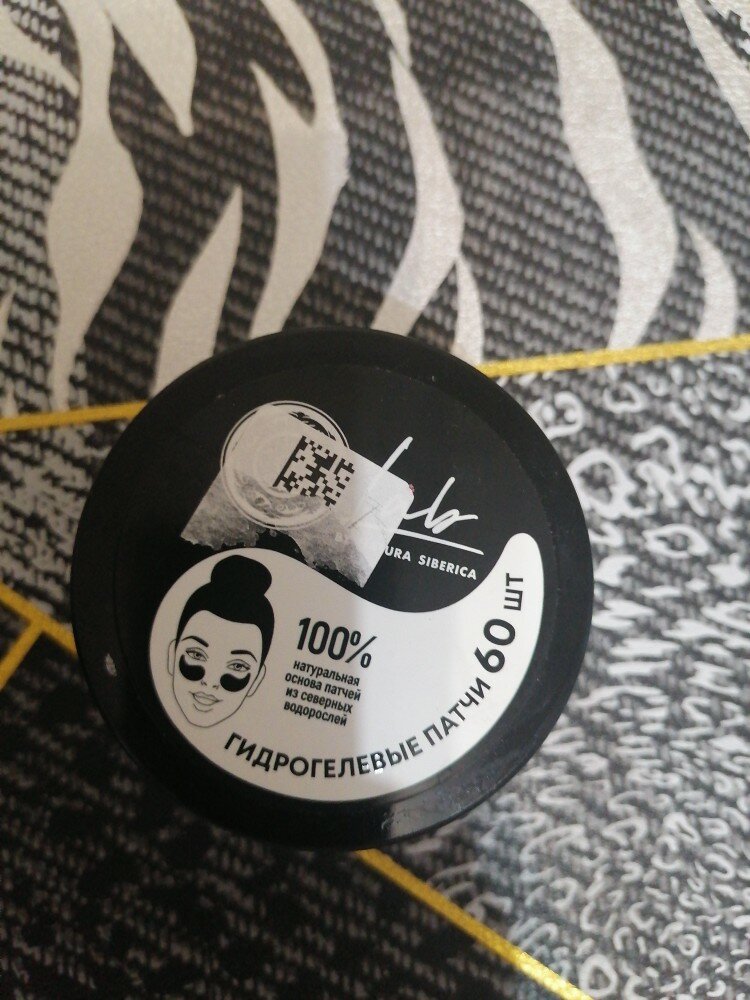 URA SIBERICA
100%
натуральная
основа патчей
из северных
водорослей
ГИДРОГЕЛЕВЫЕ ПАТЧИ 60 ШТ